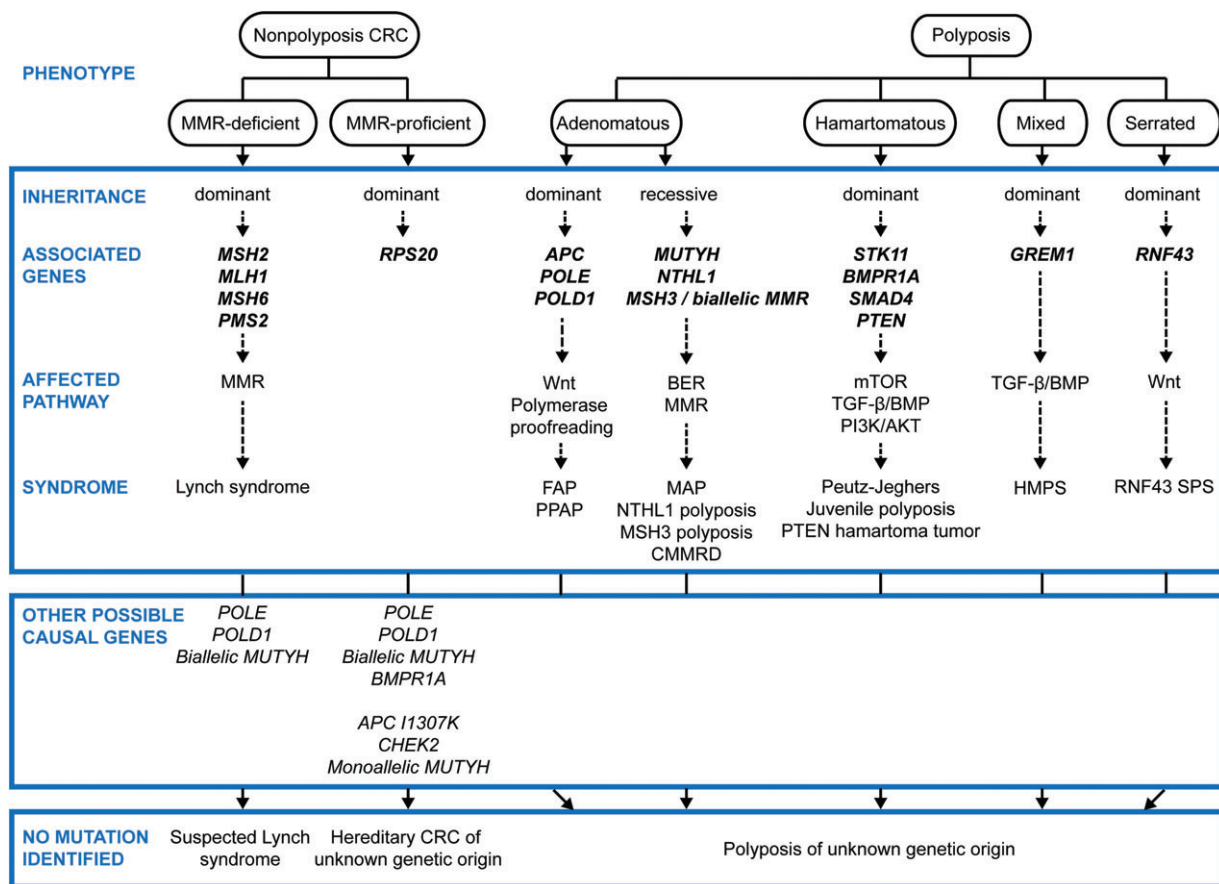 Nonpolyposis CRC
Polyposis
PHENOTYPE
MMR-deficient
MMR-proficient
Adenomatous
Hamartomatous
Mixed
Serrated
INHERITANCE
dominant
dominant
dominant
recessive
dominant
dominant
dominant
ASSOCIATED
GENES
MSH2
MLH1
MSH6
PMS2
RPS20
APC
POLE
POLD1
MUTYH
NTHL1
MSH3 / biallelic MMR
STK11
BMPR1A
SMAD4
PTEN
GREM1
RNF43
AFFECTED
PATHWAY
MMR
Wnt
Polymerase
proofreading
BER
MMR
mTOR
TGF-β/BMP
PI3K/AKT
TGF-β/BMP
Wnt
SYNDROME
Lynch syndrome
FAP
PPAP
MAP
NTHL1 polyposis
MSH3 polyposis
CMMRD
Peutz-Jeghers
Juvenile polyposis
PTEN hamartoma tumor
HMPS
RNF43 SPS
OTHER POSSIBLE
CAUSAL GENES
POLE
POLD1
Biallelic MUTYH
POLE
POLD1
Biallelic MUTYH
BMPR1A
APC I1307K
CHEK2
Monoallelic MUTYH
NO MUTATION
IDENTIFIED
Suspected Lynch
syndrome
Hereditary CRC of
unknown genetic origin
Polyposis of unknown genetic origin